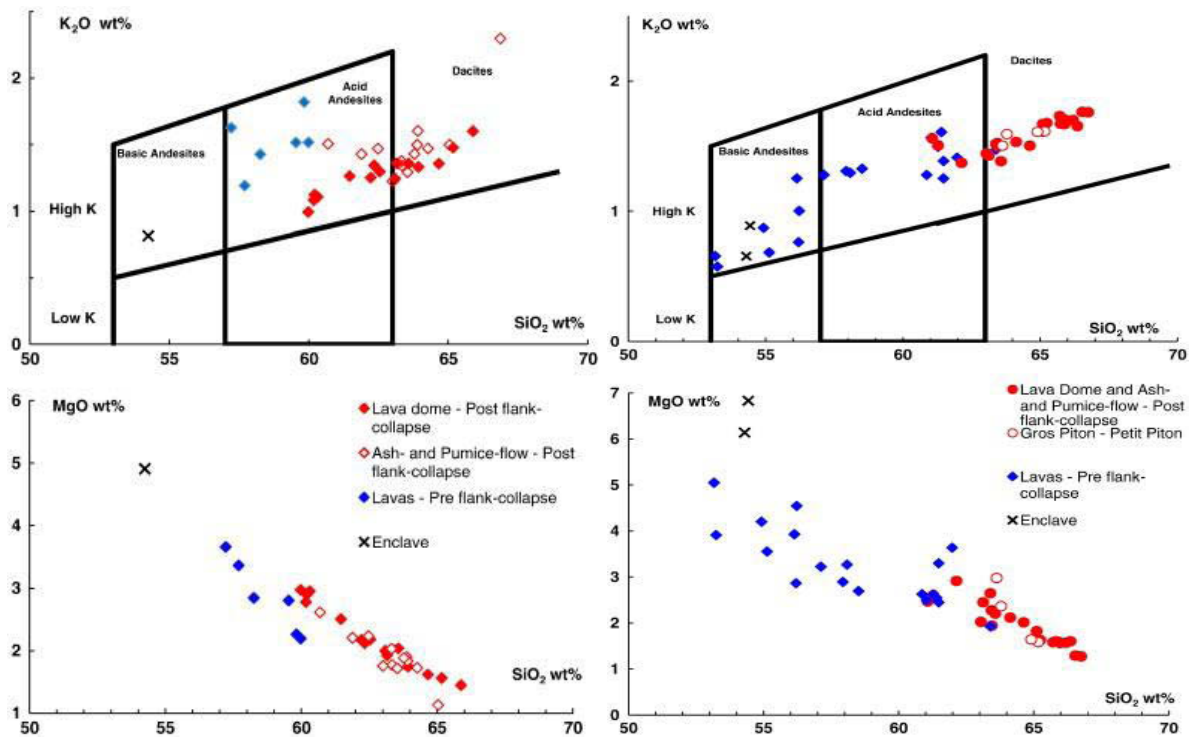 K₂O wt%
2
1
0
Acid
Andesites
Dacites
Basic Andesites
High K
Low K
SiO₂ wt%
50 55 60 65 70
K₂O wt%
2
1
0
Dacites
Acid Andesites
Basic Andesites
High K
Low K
SiO₂ wt%
50 55 60 65 70
MgO wt%
6
5
4
3
2
1
Lava dome - Post flank-
collapse
Ash- and Pumice-flow - Post
flank-collapse
Lavas - Pre flank-collapse
Enclave
SiO₂ wt%
50 55 60 65 70
MgO wt%
7
6
5
4
3
2
1
0
Lava Dome and Ash-
and Pumice-flow - Post
flank-collapse
Gros Piton - Petit Piton
Lavas - Pre flank-
collapse
Enclave
SiO₂ wt%
50 55 60 65 70